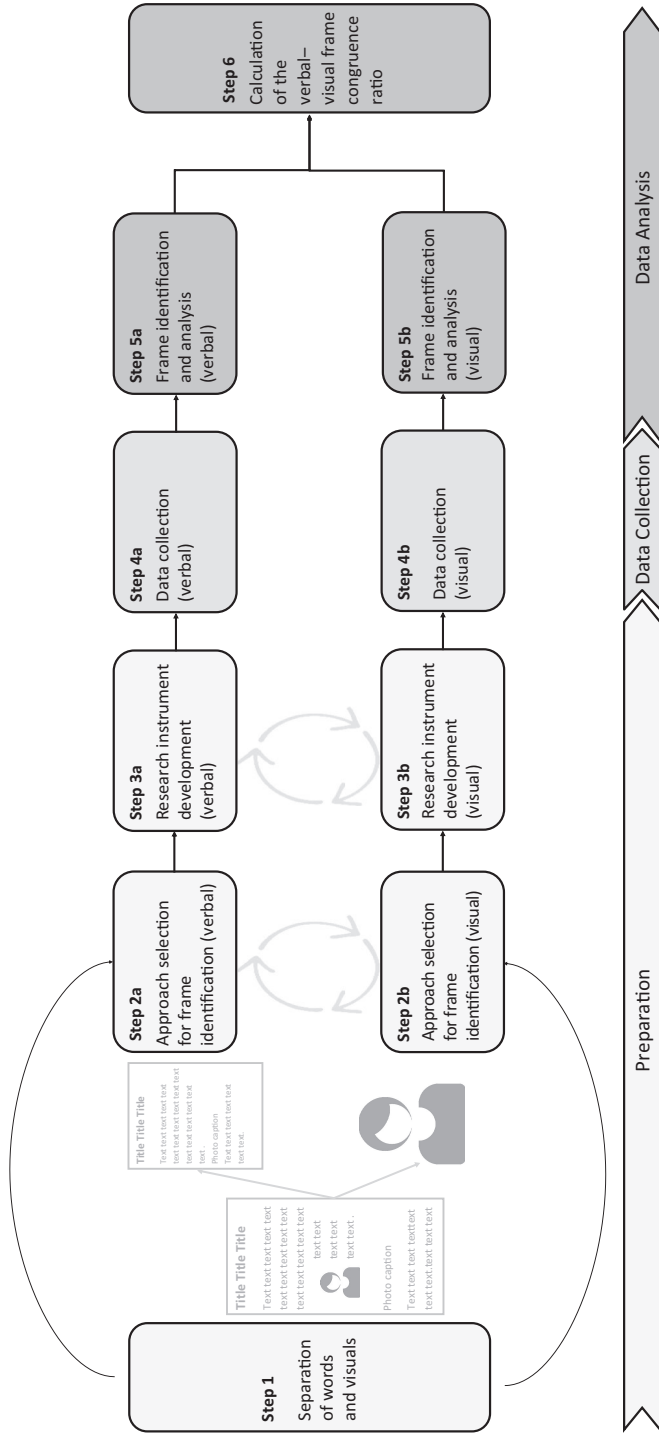 Step 1
Separation
of words
and visuals
Title Title Title
Text text text text text
text text text text text text
text text text text text text
text text
text text
text text .
Photo caption
Text text text texttext
text text.text text text
Title Title Title
Text text text text text
text text text text text text
text text text text text
text .
Photo caption
Text text text text text
text text.
Step 2a
Approach selection
for frame
identification (verbal)
Step 2b
Approach selection
for frame
identification (visual)
Step 3a
Research instrument
development
(verbal)
Step 3b
Research instrument
development
(visual)
Step 4a
Data collection
(verbal)
Step 4b
Data collection
(visual)
Step 5a
Frame identification
and analysis
(verbal)
Step 5b
Frame identification
and analysis
(visual)
Step 6
Calculation
of the
verbal–
visual frame
congruence
ratio
Preparation
Data Collection
Data Analysis